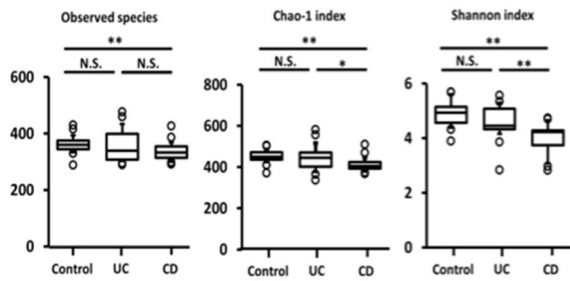 Observed species
**
N.S. N.S.
600
400
200
0
Control UC CD
Chao-1 index
**
N.S. *
800
600
400
200
0
Control UC CD
Shannon index
**
N.S. **
6
4
2
0
Control UC CD